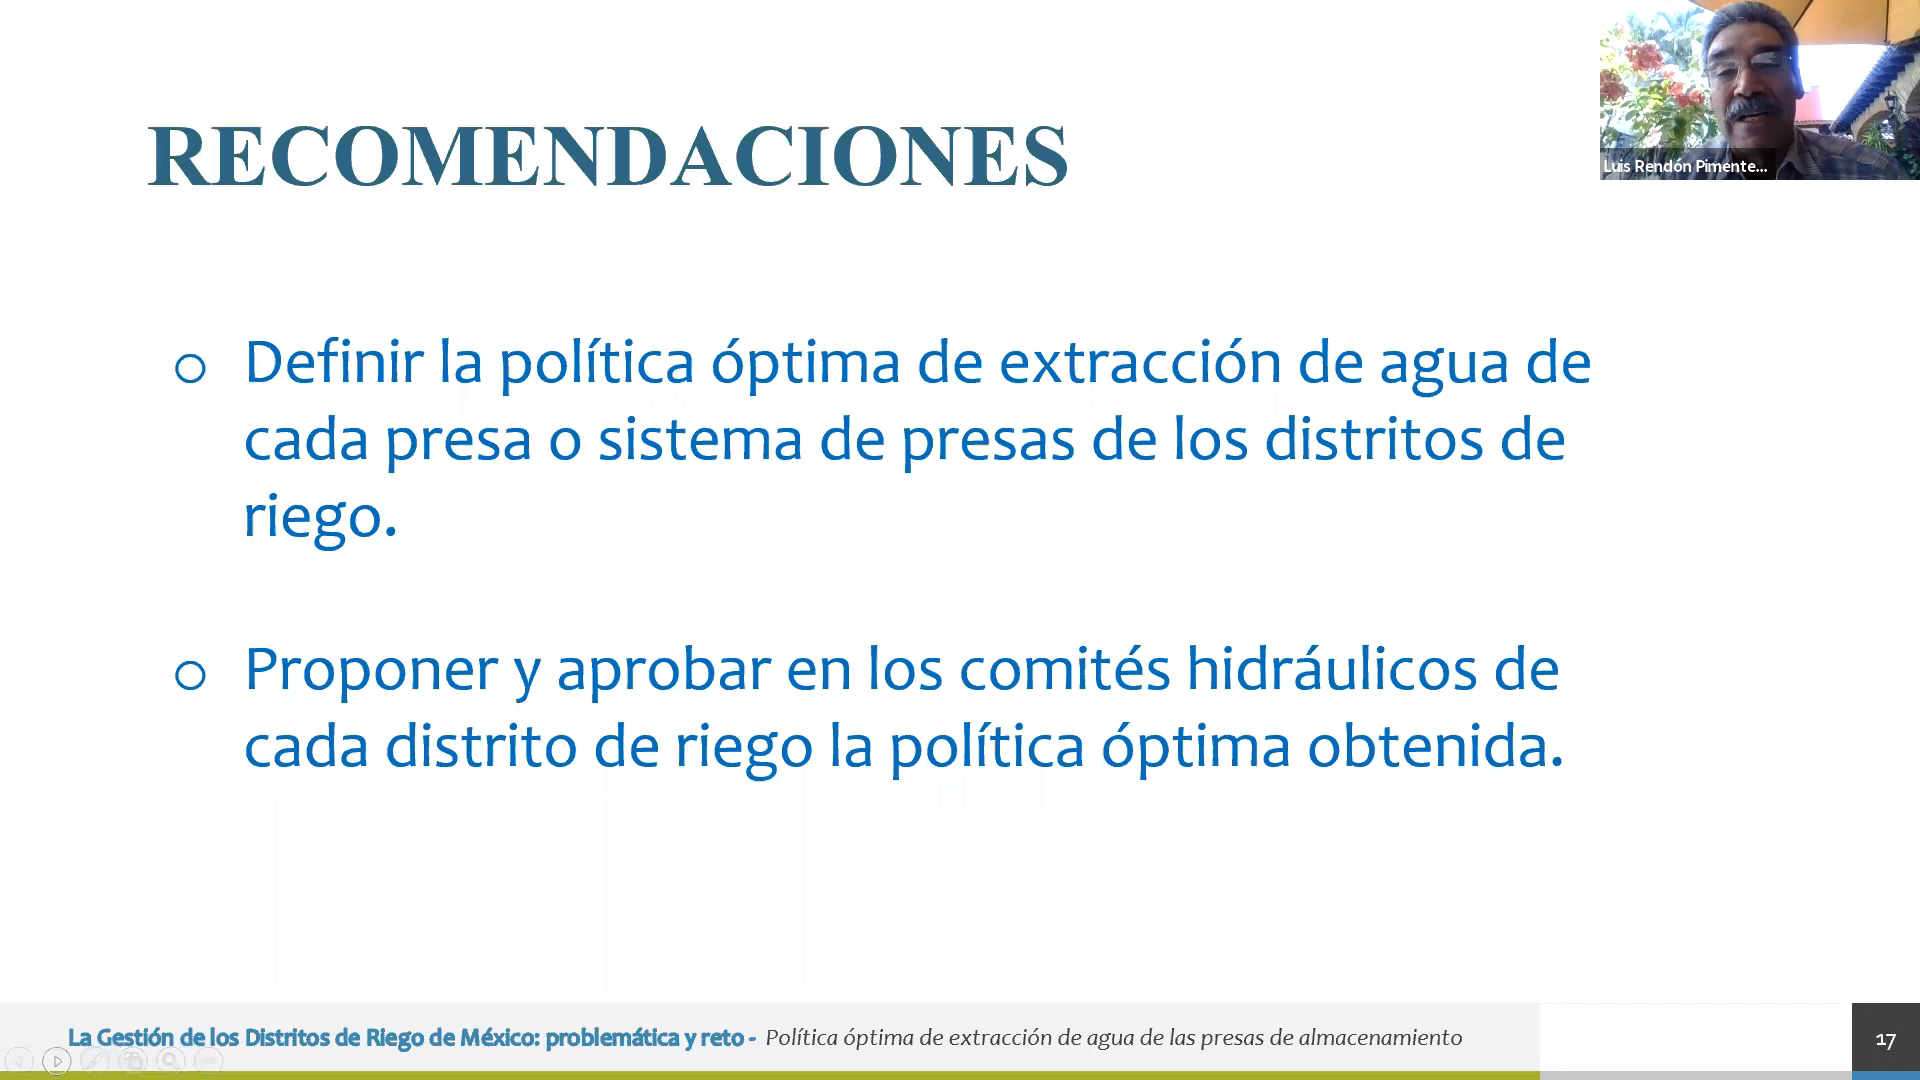 RECOMENDACIONES
Luis Rendón Pimente...
o Definir la política óptima de extracción de agua de
cada presa o sistema de presas de los distritos de
riego.
o Proponer y aprobar en los comités hidráulicos de
cada distrito de riego la política óptima obtenida.
La Gestión de los Distritos de Riego de México: problemática y reto - Política óptima de extracción de agua de las presas de almacenamiento
17